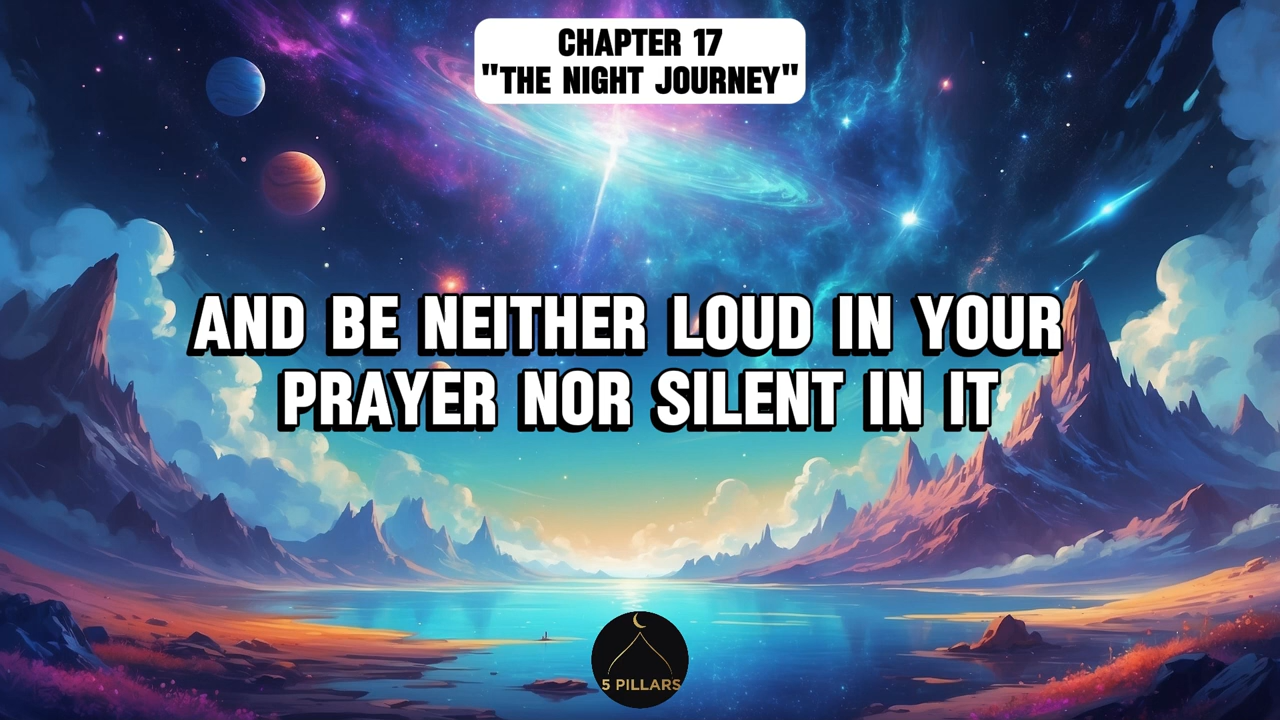 CHAPTER 17
"THE NIGHT JOURNEY"
AND BE NEITHER LOUD IN YOUR
PRAYER NOR SILENT IN IT
5 PILLARS